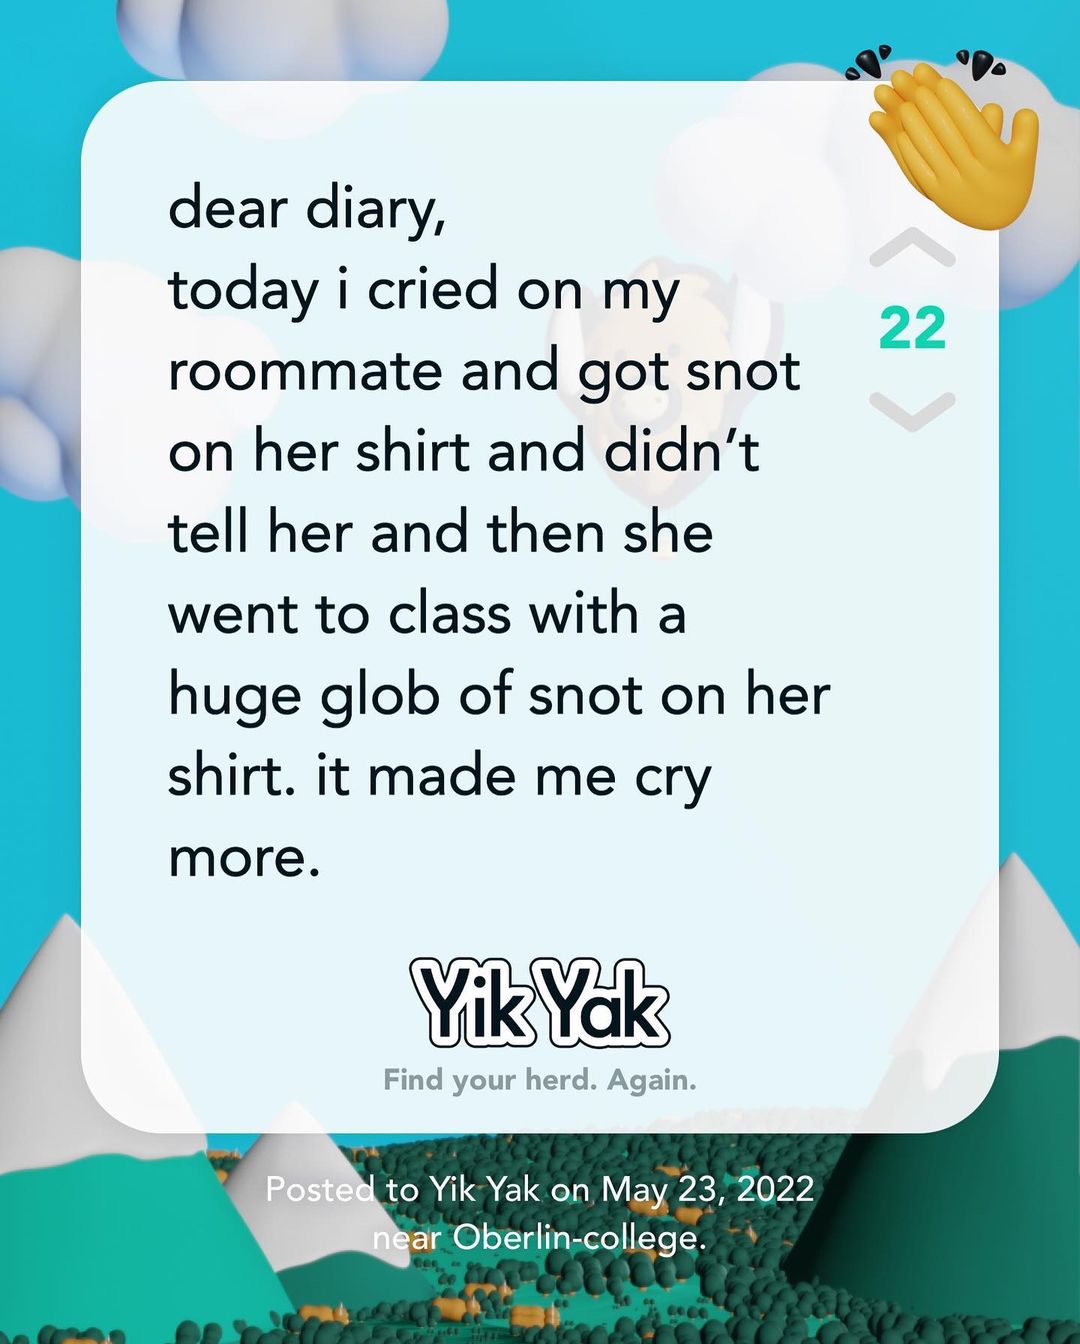 dear diary,
today i cried on my
roommate and got snot
on her shirt and didn’t
tell her and then she
went to class with a
huge glob of snot on her
shirt. it made me cry
more.
22
Yik Yak
Find your herd. Again.
Posted to Yik Yak on May 23, 2022
near Oberlin-college.